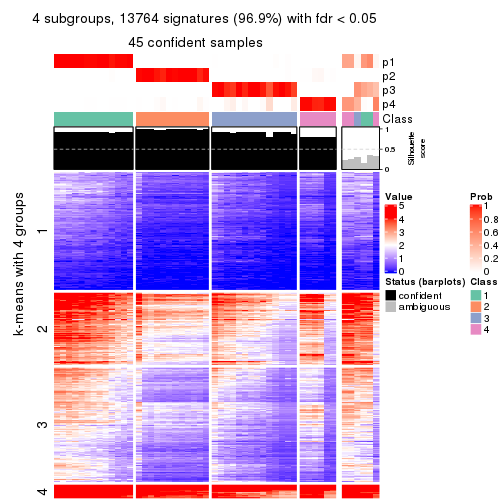 4 subgroups, 13764 signatures (96.9%) with fdr < 0.05
45 confident samples
p1
p2
p3
p4
Class
1
0.5
0
Silhouette
score
k-means with 4 groups
1
2
3
4
Value
5
4
3
2
1
0
Prob
1
0.8
0.6
0.4
0.2
0
Status (barplots)
confident
ambiguous
Class
1
2
3
4